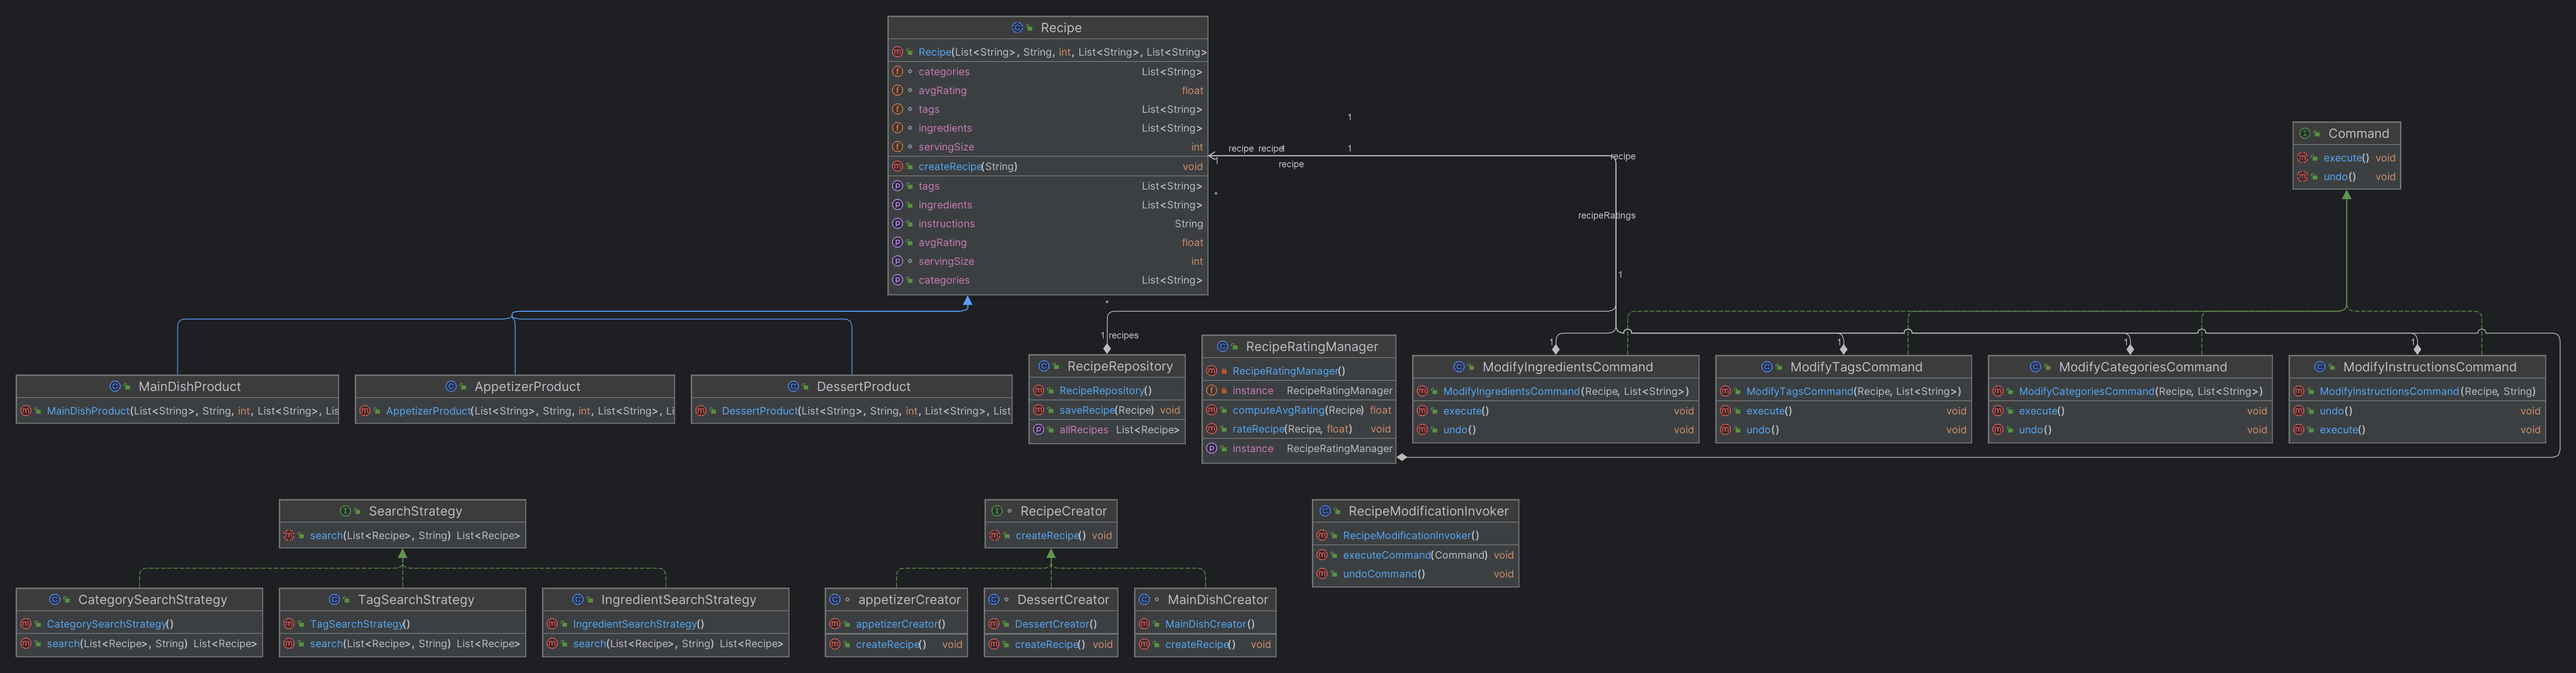 Recipe
Recipe(List<String>, String, int, List<String>, List<String>
categories List<String>
avgRating float
tags List<String>
ingredients List<String>
servingSize int
createRecipe(String) void
tags List<String>
ingredients List<String>
instructions String
avgRating float
servingSize int
categories List<String>
1
recipe recipe 1
1
recipe
1
recipe
*
recipeRatings
1
Command
execute() void
undo() void
*
1 recipes
1
1
1
1
MainDishProduct
MainDishProduct(List<String>, String, int, List<String>, Lis
AppetizerProduct
AppetizerProduct(List<String>, String, int, List<String>, Li
DessertProduct
DessertProduct(List<String>, String, int, List<String>, List
RecipeRepository
RecipeRepository()
saveRecipe(Recipe) void
allRecipes List<Recipe>
RecipeRatingManager
RecipeRatingManager()
instance RecipeRatingManager
computeAvgRating(Recipe) float
rateRecipe(Recipe, float) void
instance RecipeRatingManager
ModifyIngredientsCommand
ModifyIngredientsCommand(Recipe, List<String>)
execute() void
undo() void
ModifyTagsCommand
ModifyTagsCommand(Recipe, List<String>)
execute() void
undo() void
ModifyCategoriesCommand
ModifyCategoriesCommand(Recipe, List<String>)
execute() void
undo() void
ModifyInstructionsCommand
ModifyInstructionsCommand(Recipe, String)
undo() void
execute() void
SearchStrategy
search(List<Recipe>, String) List<Recipe>
RecipeCreator
createRecipe() void
RecipeModificationInvoker
RecipeModificationInvoker()
executeCommand(Command) void
undoCommand() void
CategorySearchStrategy
CategorySearchStrategy()
search(List<Recipe>, String) List<Recipe>
TagSearchStrategy
TagSearchStrategy()
search(List<Recipe>, String) List<Recipe>
IngredientSearchStrategy
IngredientSearchStrategy()
search(List<Recipe>, String) List<Recipe>
appetizerCreator
appetizerCreator()
createRecipe() void
DessertCreator
DessertCreator()
createRecipe() void
MainDishCreator
MainDishCreator()
createRecipe() void